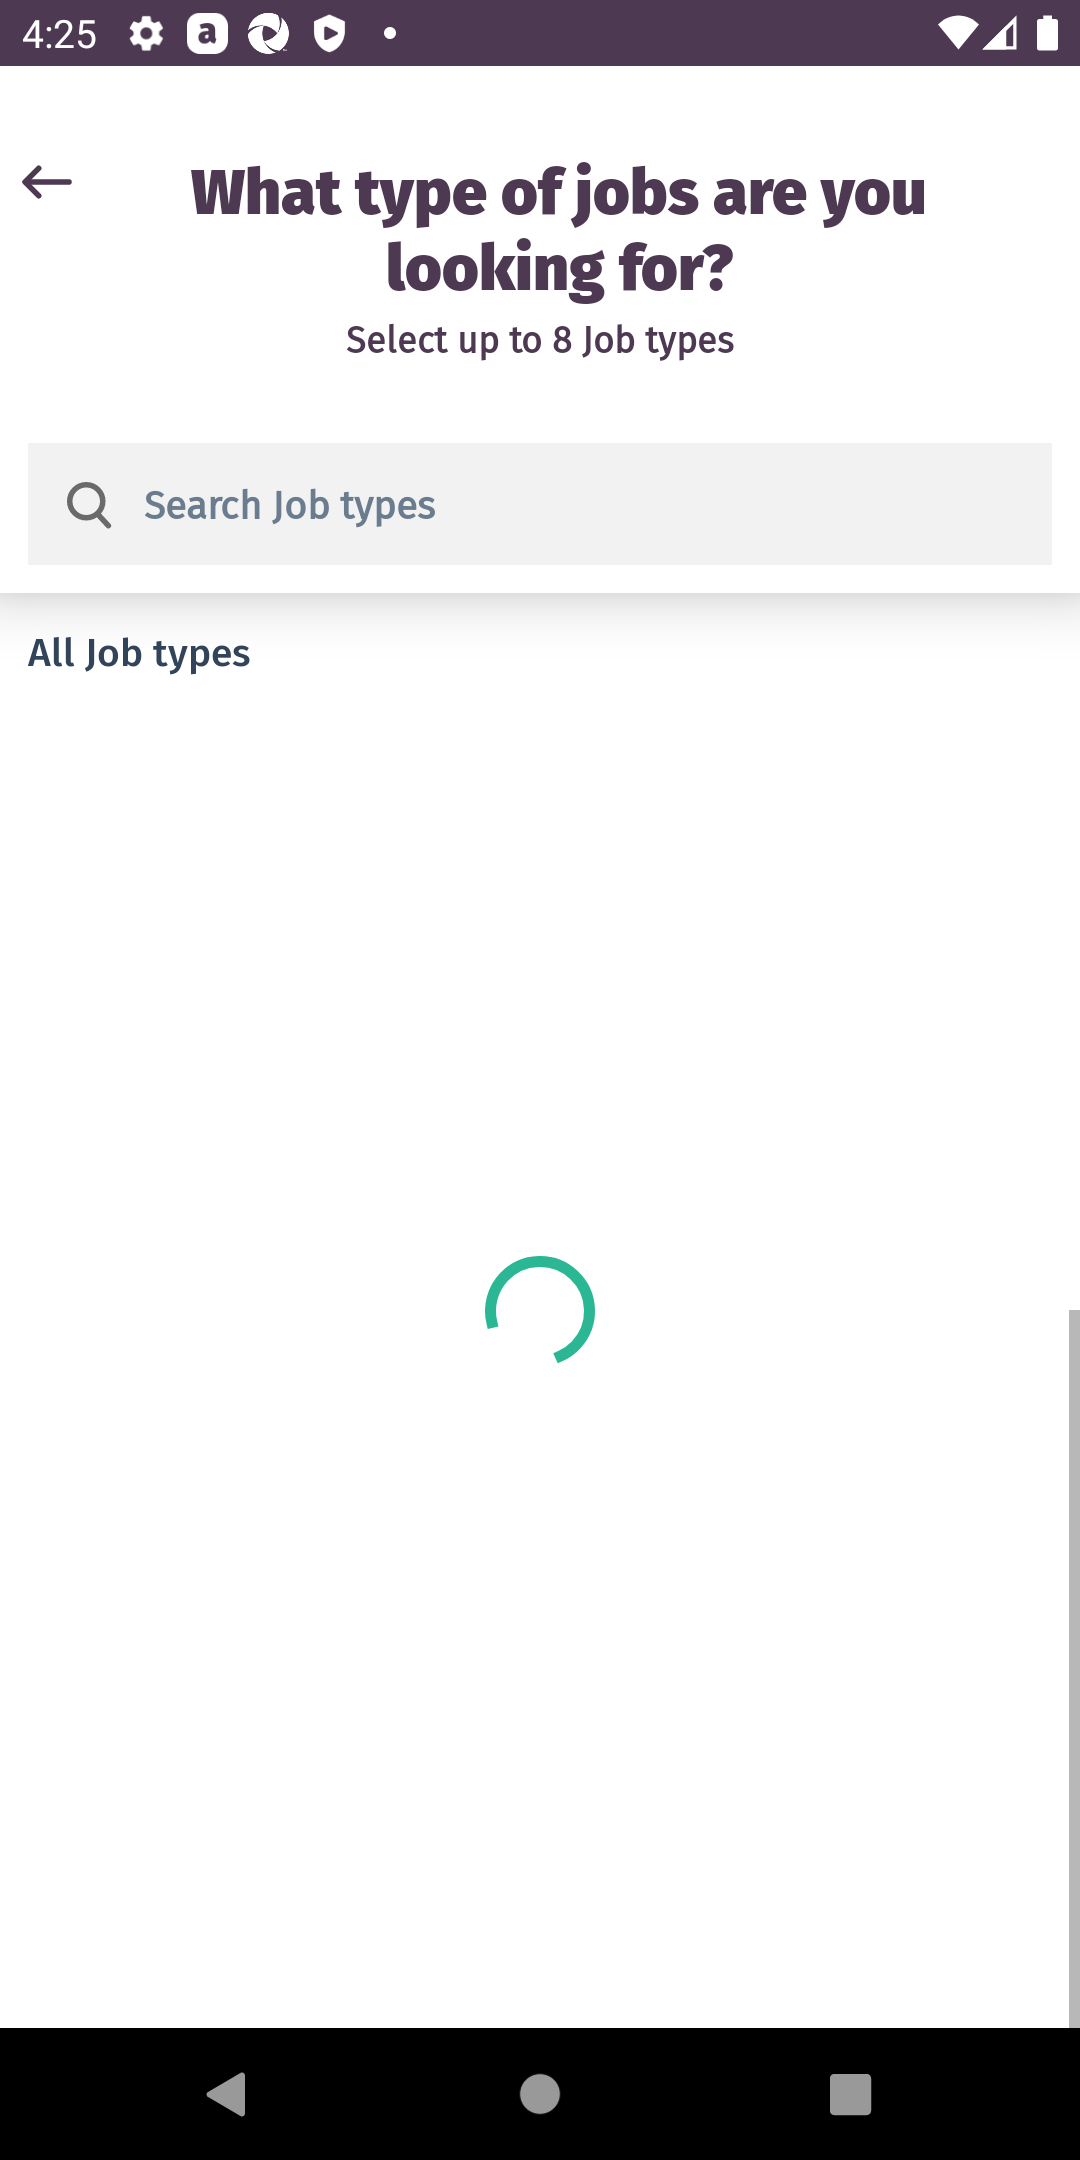 4:25
What type of jobs are you
looking for?
Select up to 8 Job types
Search Job types
All Job types